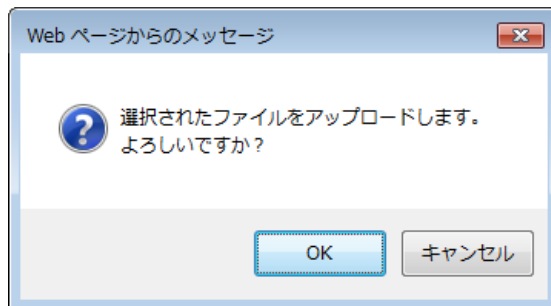 Web ページからのメッセージ
選択されたファイルをアップロードします。
よろしいですか？
OK
キャンセル